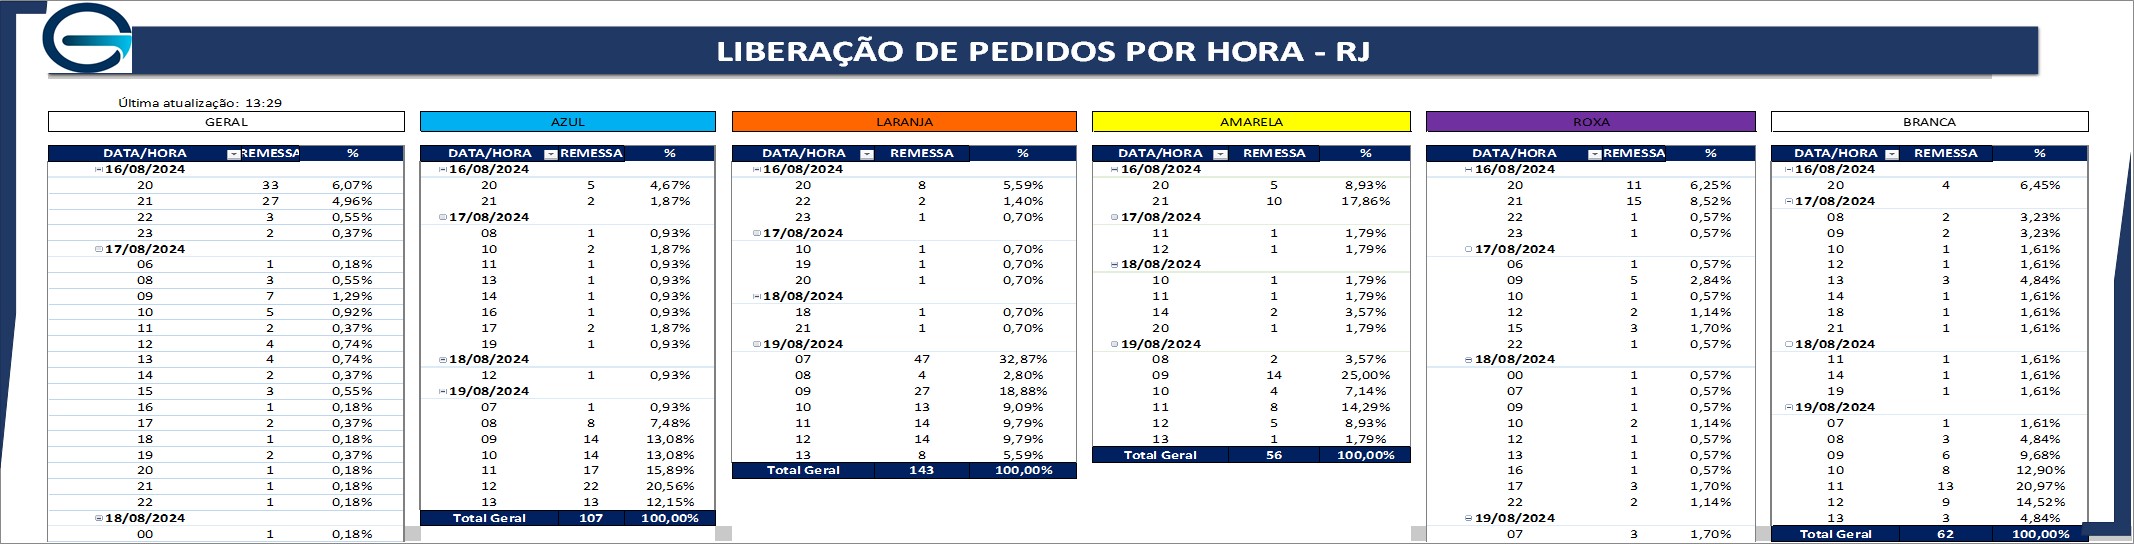 LIBERAÇÃO DE PEDIDOS POR HORA - RJ
Última atualização: 13:29
GERAL
DATA/HORA REMESSA %
16/08/2024
20 33 6,07%
21 27 4,96%
22 3 0,55%
23 2 0,37%
17/08/2024
06 1 0,18%
08 3 0,55%
09 7 1,29%
10 5 0,92%
11 2 0,37%
12 4 0,74%
13 4 0,74%
14 2 0,37%
15 3 0,55%
16 1 0,18%
17 2 0,37%
18 1 0,18%
19 2 0,37%
20 1 0,18%
21 1 0,18%
22 1 0,18%
18/08/2024
00 1 0,18%
AZUL
DATA/HORA REMESSA %
16/08/2024
20 5 4,67%
21 2 1,87%
17/08/2024
08 1 0,93%
10 2 1,87%
11 1 0,93%
13 1 0,93%
14 1 0,93%
16 1 0,93%
17 2 1,87%
19 1 0,93%
18/08/2024
12 1 0,93%
19/08/2024
07 1 0,93%
08 8 7,48%
09 14 13,08%
10 14 13,08%
11 17 15,89%
12 22 20,56%
13 13 12,15%
Total Geral 107 100,00%
LARANJA
DATA/HORA REMESSA %
16/08/2024
20 8 5,59%
22 2 1,40%
23 1 0,70%
17/08/2024
10 1 0,70%
19 1 0,70%
20 1 0,70%
18/08/2024
18 1 0,70%
21 1 0,70%
19/08/2024
07 47 32,87%
08 4 2,80%
09 27 18,88%
10 13 9,09%
11 14 9,79%
12 14 9,79%
13 8 5,59%
Total Geral 143 100,00%
AMARELA
DATA/HORA REMESSA %
16/08/2024
20 5 8,93%
21 10 17,86%
17/08/2024
11 1 1,79%
12 1 1,79%
18/08/2024
10 1 1,79%
11 1 1,79%
14 2 3,57%
20 1 1,79%
19/08/2024
08 2 3,57%
09 14 25,00%
10 4 7,14%
11 8 14,29%
12 5 8,93%
13 1 1,79%
Total Geral 56 100,00%
ROXA
DATA/HORA REMESSA %
16/08/2024
20 11 6,25%
21 15 8,52%
22 1 0,57%
23 1 0,57%
17/08/2024
06 1 0,57%
09 5 2,84%
10 1 0,57%
12 2 1,14%
15 3 1,70%
22 1 0,57%
18/08/2024
00 1 0,57%
07 1 0,57%
09 1 0,57%
10 2 1,14%
12 1 0,57%
13 1 0,57%
16 1 0,57%
17 3 1,70%
22 2 1,14%
19/08/2024
07 3 1,70%
BRANCA
DATA/HORA REMESSA %
16/08/2024
20 4 6,45%
17/08/2024
08 2 3,23%
09 2 3,23%
10 1 1,61%
12 1 1,61%
13 3 4,84%
14 1 1,61%
18 1 1,61%
21 1 1,61%
18/08/2024
11 1 1,61%
14 1 1,61%
19 1 1,61%
19/08/2024
07 1 1,61%
08 3 4,84%
09 6 9,68%
10 8 12,90%
11 13 20,97%
12 9 14,52%
13 3 4,84%
Total Geral 62 100,00%